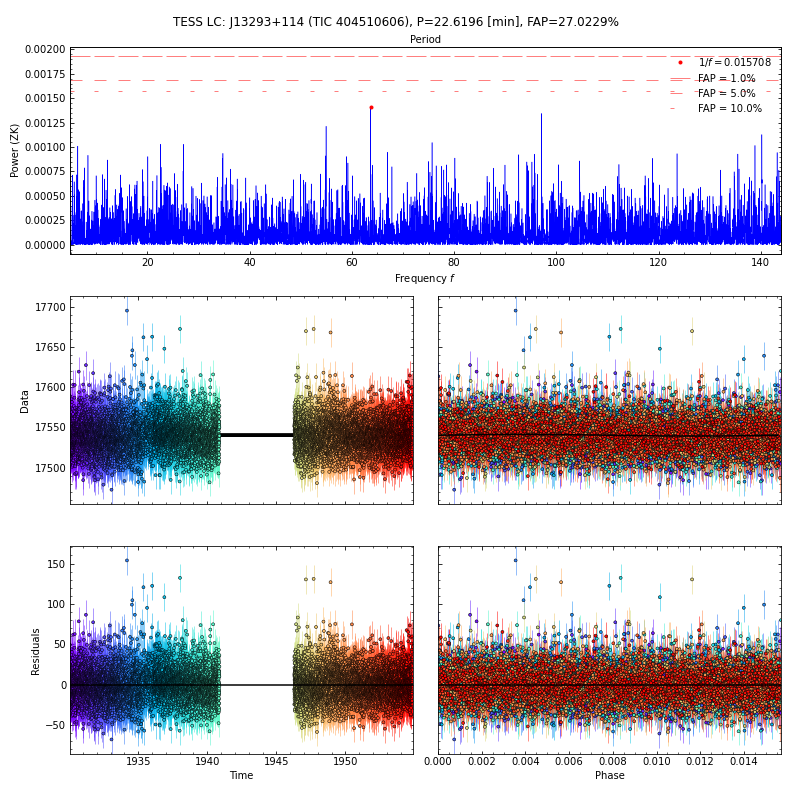 TESS LC: J13293+114 (TIC 404510606), P=22.6196 [min], FAP=27.0229%
Period
0.00200
0.00175
0.00150
0.00125
0.00100
0.00075
0.00050
0.00025
0.00000
Power (ZK)
1/f = 0.015708
FAP = 1.0%
FAP = 5.0%
FAP = 10.0%
20 40 60 80 100 120 140
Frequency f
17700
17650
17600
17550
17500
Data
150
100
50
0
−50
Residuals
1935 1940 1945 1950
Time
0.000 0.002 0.004 0.006 0.008 0.010 0.012 0.014
Phase